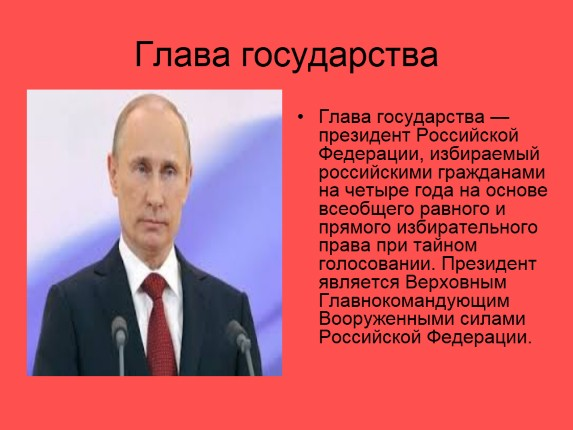 Глава государства
• Глава государства —
президент Российской
Федерации, избираемый
российскими гражданами
на четыре года на основе
всеобщего равного и
прямого избирательного
права при тайном
голосовании. Президент
является Верховным
Главнокомандующим
Вооруженными силами
Российской Федерации.